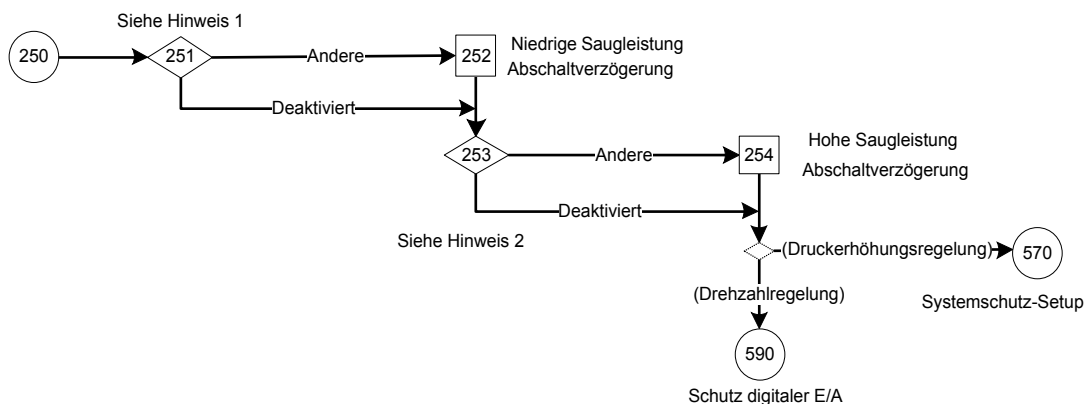 Siehe Hinweis 1
250
251
Andere
252
Niedrige Saugleistung
Abschaltverzögerung
Deaktiviert
253
Andere
254
Hohe Saugleistung
Abschaltverzögerung
Deaktiviert
Siehe Hinweis 2
(Druckerhöhungsregelung)
570
(Drehzahlregelung)
Systemschutz-Setup
590
Schutz digitaler E/A